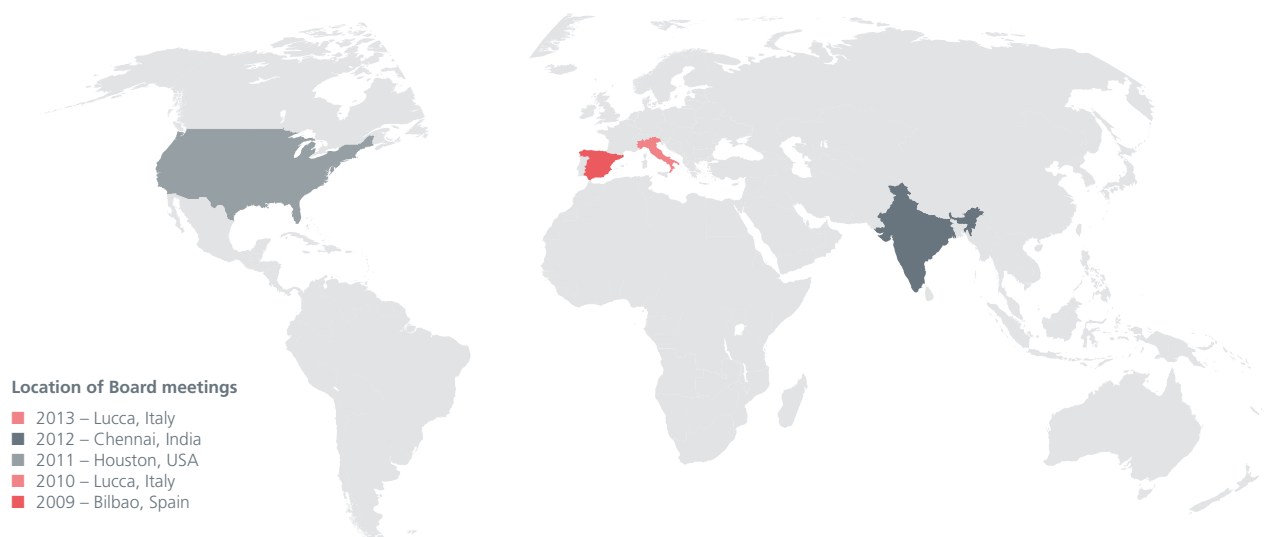 Location of Board meetings
2013 – Lucca, Italy
2012 – Chennai, India
2011 – Houston, USA
2010 – Lucca, Italy
2009 – Bilbao, Spain